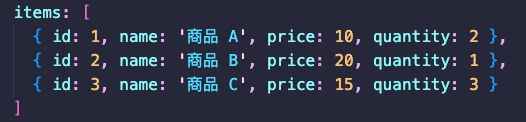 items: [
{ id: 1, name: '商品 A', price: 10, quantity: 2 },
{ id: 2, name: '商品 B', price: 20, quantity: 1 },
{ id: 3, name: '商品 C', price: 15, quantity: 3 }
]